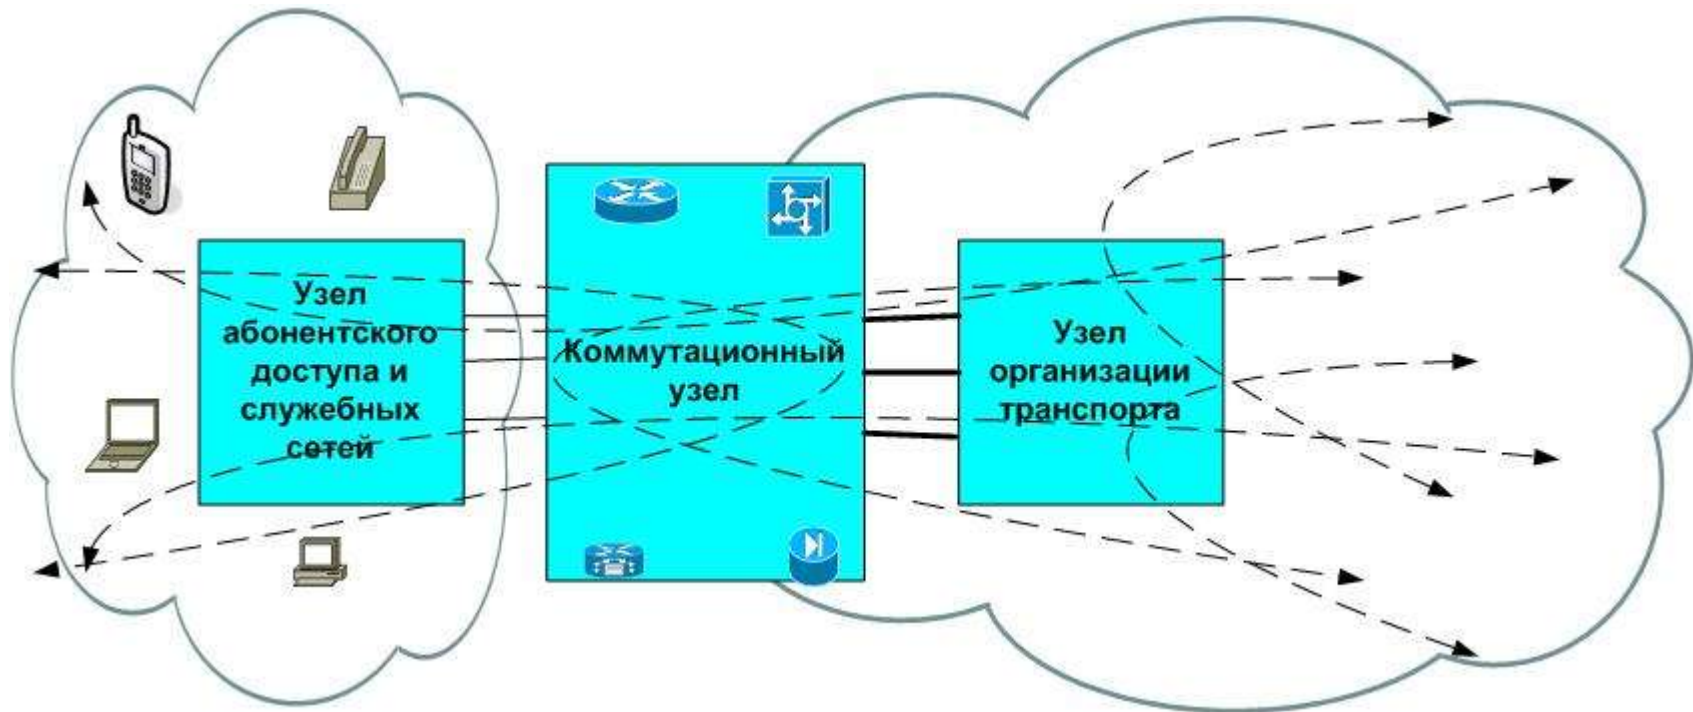 Узел
абонентского
доступа и
служебных
сетей
Коммутационный
узел
Узел
организации
транспорта